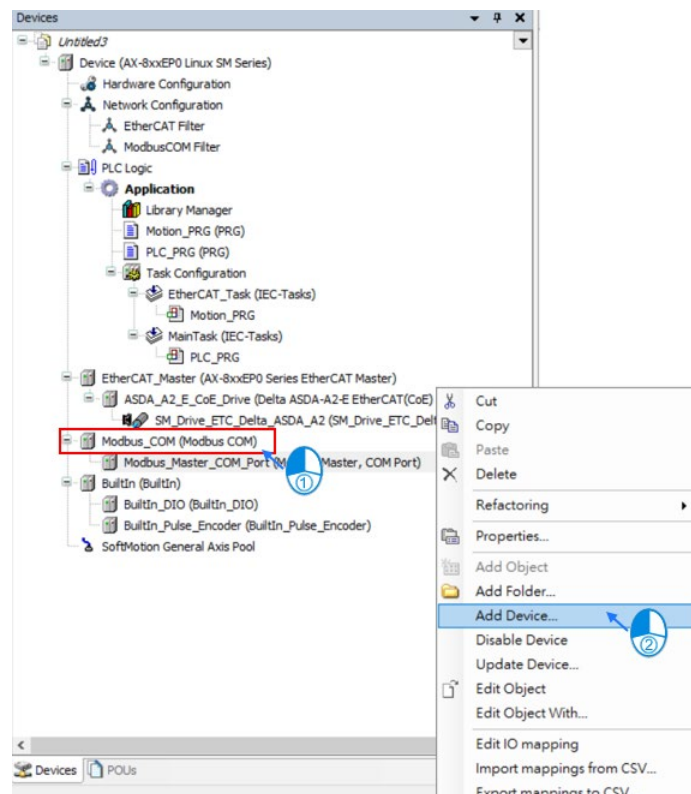 Devices
Untitled3
Device (AX-8xxEP0 Linux SM Series)
Hardware Configuration
Network Configuration
EtherCAT Filter
ModbusCOM Filter
PLC Logic
Application
Library Manager
Motion_PRG (PRG)
PLC_PRG (PRG)
Task Configuration
EtherCAT_Task (IEC-Tasks)
Motion_PRG
MainTask (IEC-Tasks)
PLC_PRG
EtherCAT_Master (AX-8xxEP0 Series EtherCAT Master)
ASDA_A2_E_CoE_Drive (Delta ASDA-A2-E EtherCAT(CoE)
SM_Drive_ETC_Delta_ASDA_A2 (SM_Drive_ETC_Delt
Modbus_COM (Modbus COM)
Modbus_Master_COM_Port Master, COM Port)
①
BuiltIn (BuiltIn)
BuiltIn_DIO (BuiltIn_DIO)
BuiltIn_Pulse_Encoder (BuiltIn_Pulse_Encoder)
SoftMotion General Axis Pool
Devices
POUs
Cut
Copy
Paste
Delete
Refactoring
Properties...
Add Object
Add Folder...
Add Device...
②
Disable Device
Update Device...
Edit Object
Edit Object With...
Edit IO mapping
Import mappings from CSV...
Export mappings to CSV